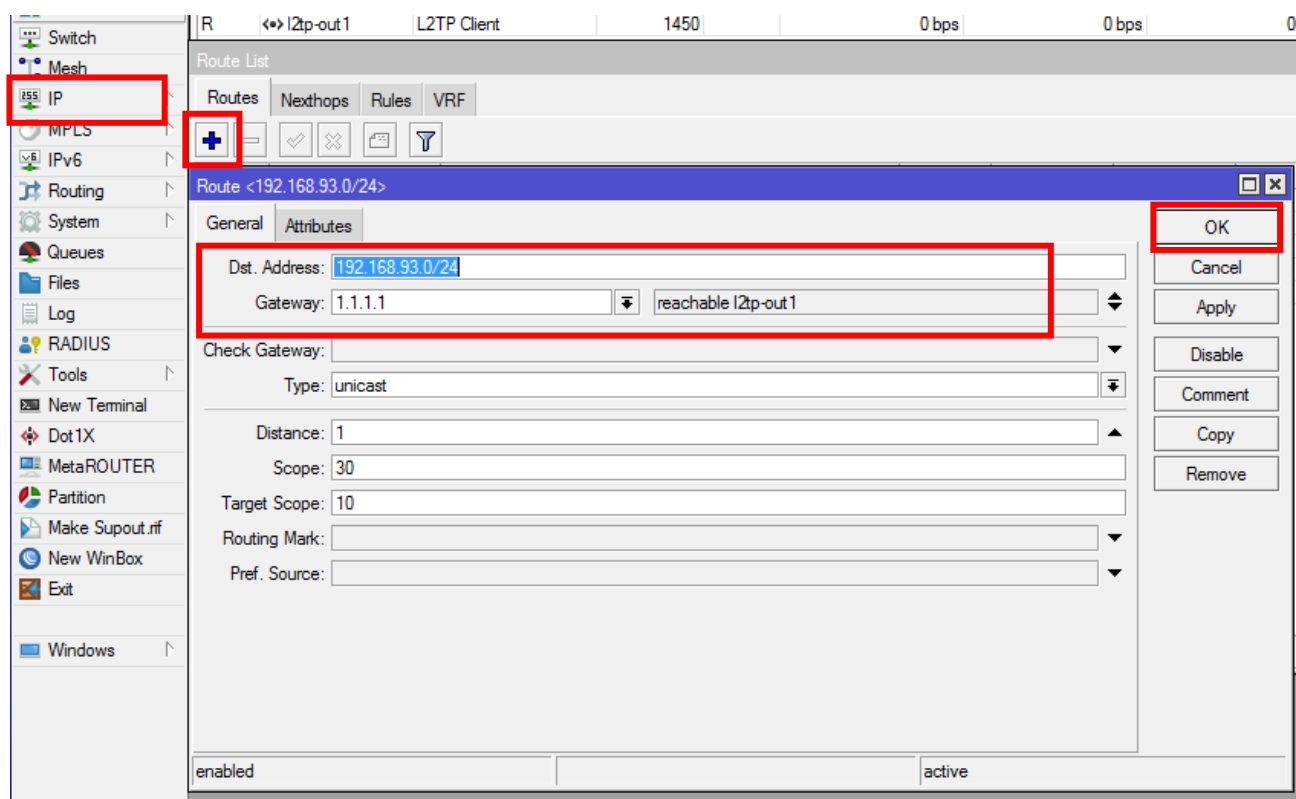 R l2tp-out1 L2TP Client 1450 0 bps 0 bps 0
Switch
Mesh
IP
MPLS
IPv6
Routing
System
Queues
Files
Log
RADIUS
Tools
New Terminal
Dot1X
MetaROUTER
Partition
Make Supout.rif
New WinBox
Exit
Windows
Route List
Routes Nexthops Rules VRF
Route <192.168.93.0/24>
General Attributes
Dst. Address: 192.168.93.0/24
Gateway: 1.1.1.1 reachable l2tp-out1
Check Gateway:
Type: unicast
Distance: 1
Scope: 30
Target Scope: 10
Routing Mark:
Pref. Source:
OK
Cancel
Apply
Disable
Comment
Copy
Remove
enabled active